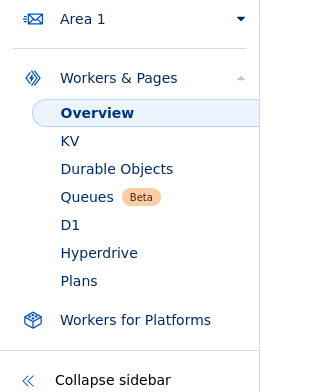 Area 1
Workers & Pages
Overview
KV
Durable Objects
Queues Beta
D1
Hyperdrive
Plans
Workers for Platforms
Collapse sidebar